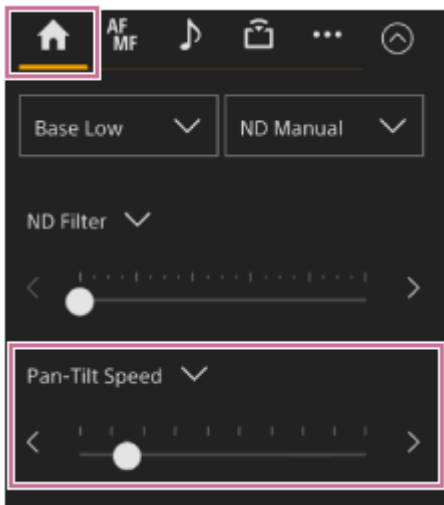 AF
MF
Base Low
ND Manual
ND Filter
Pan-Tilt Speed